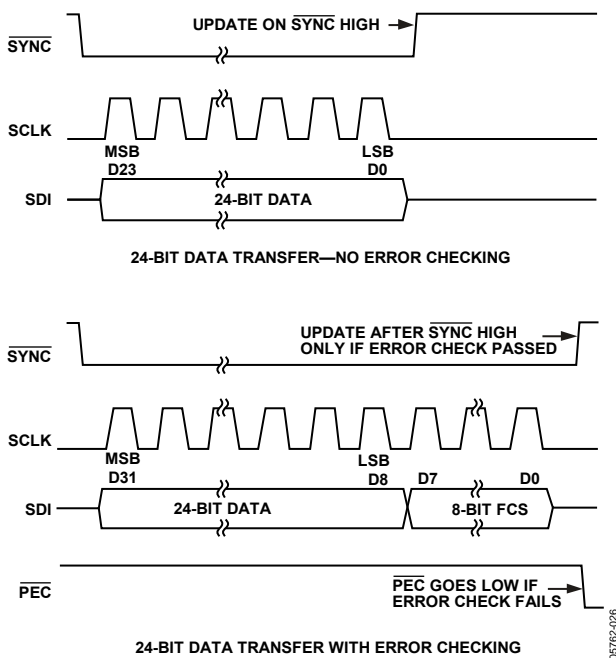 UPDATE ON SYNC HIGH
SYNC
SCLK
MSB LSB
D23 D0
SDI 24-BIT DATA
24-BIT DATA TRANSFER—NO ERROR CHECKING
UPDATE AFTER SYNC HIGH
ONLY IF ERROR CHECK PASSED
SYNC
SCLK
MSB LSB
D31 D8 D7 D0
SDI 24-BIT DATA 8-BIT FCS
PEC PEC GOES LOW IF
ERROR CHECK FAILS
24-BIT DATA TRANSFER WITH ERROR CHECKING
05762-026